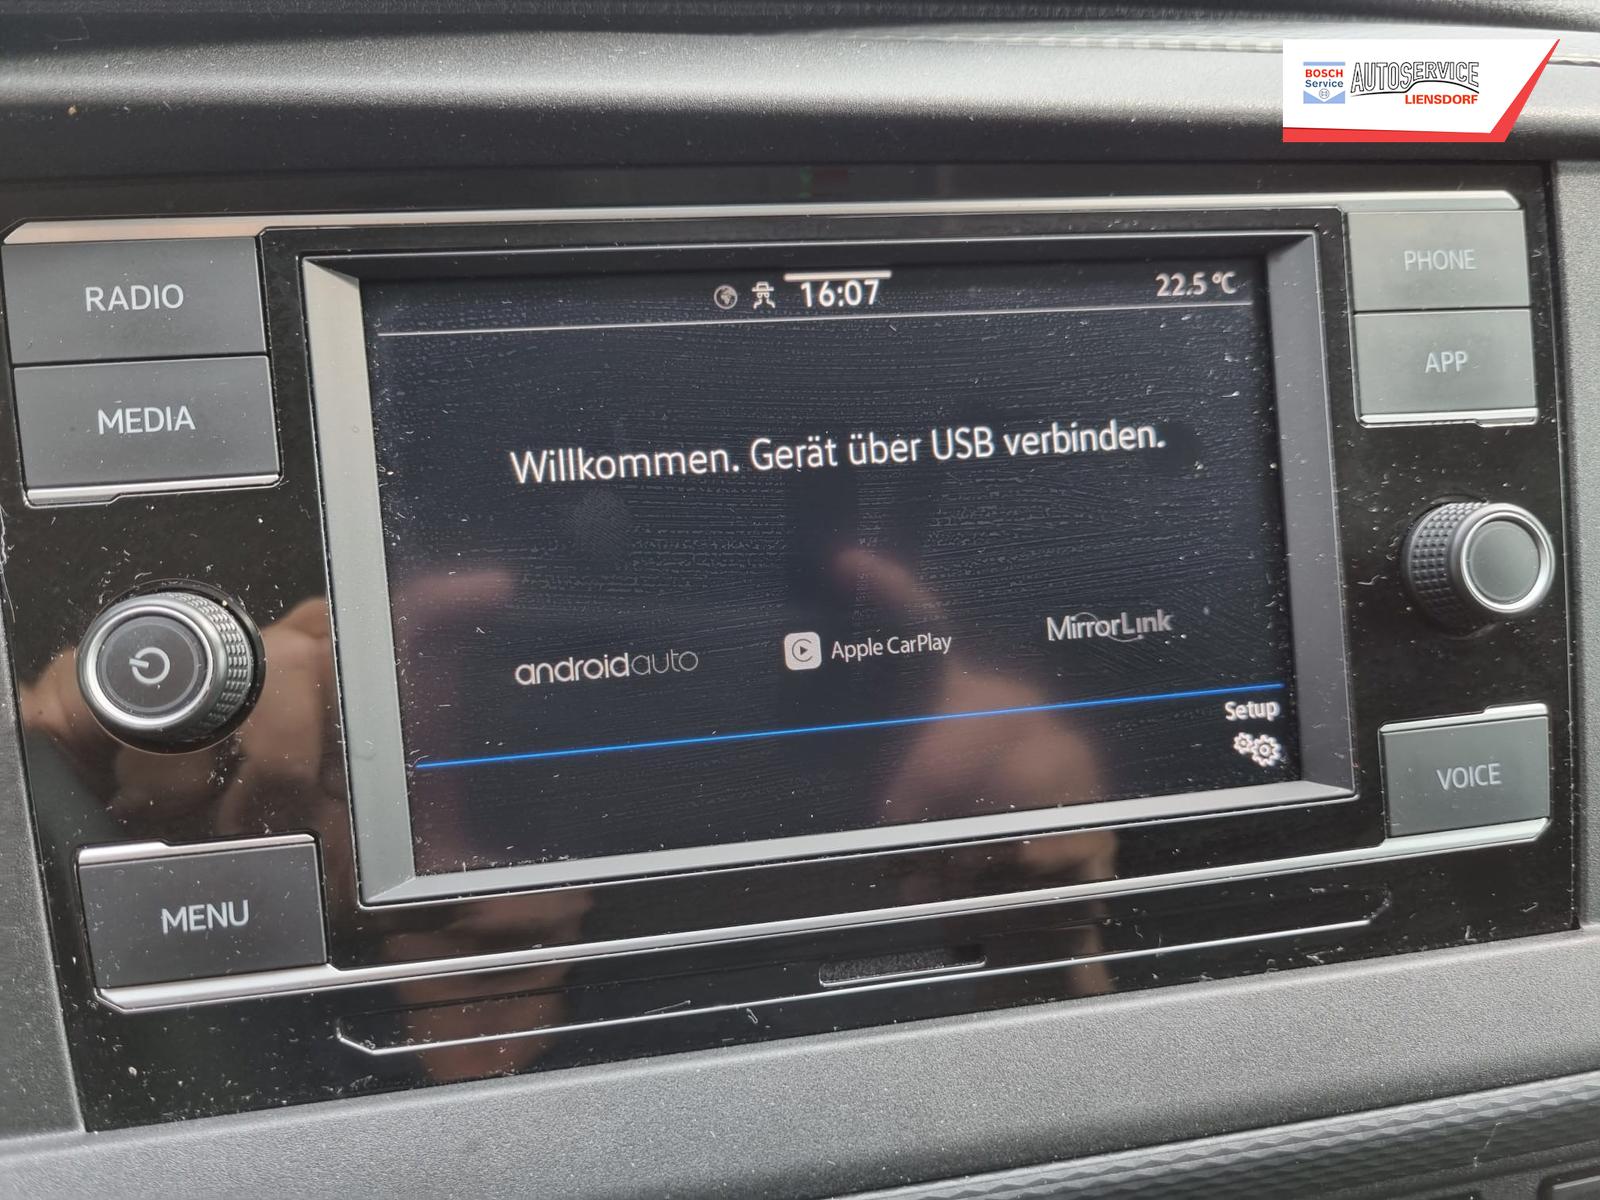 BOSCH
Service
AUTOSERVICE
LIENSDORF
RADIO
MEDIA
MENU
16:07
22.5 °C
Willkommen. Gerät über USB verbinden.
androidauto
Apple CarPlay
MirrorLink
Setup
PHONE
APP
VOICE